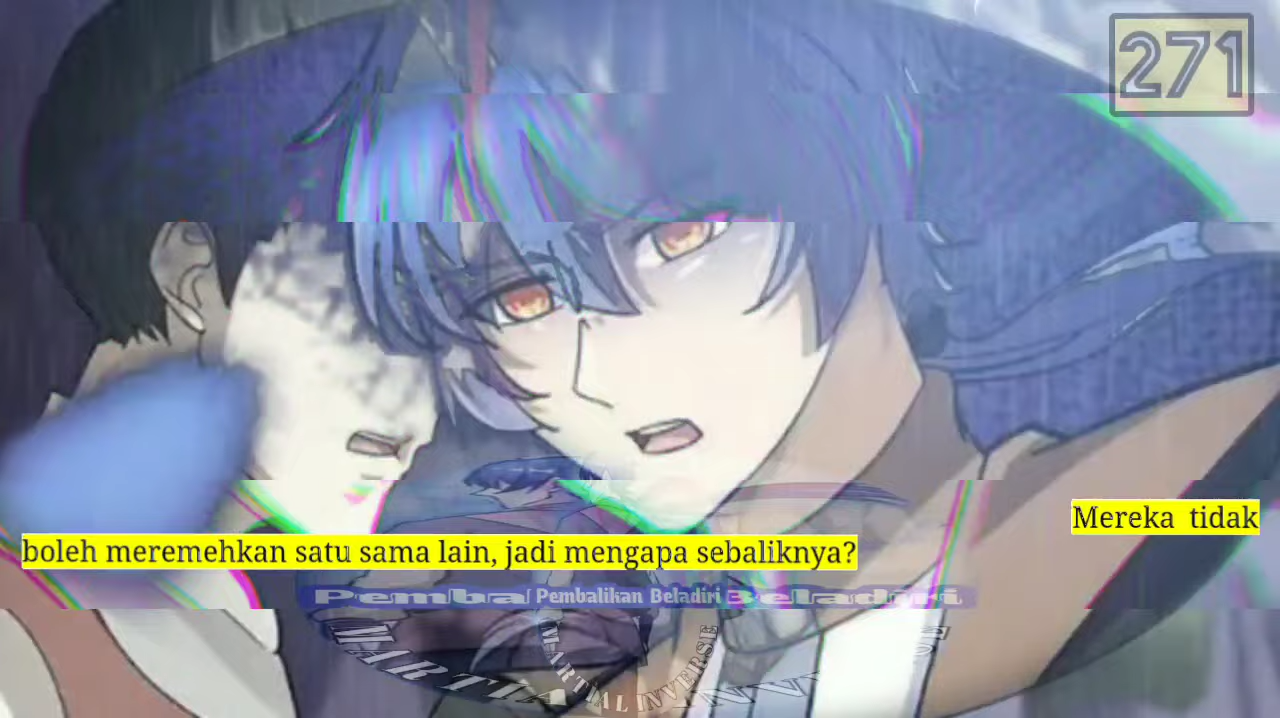 271
Mereka tidak
boleh meremehkan satu sama lain, jadi mengapa sebaliknya?
Pembalikan Beladiri
MARTIAL INVERSE